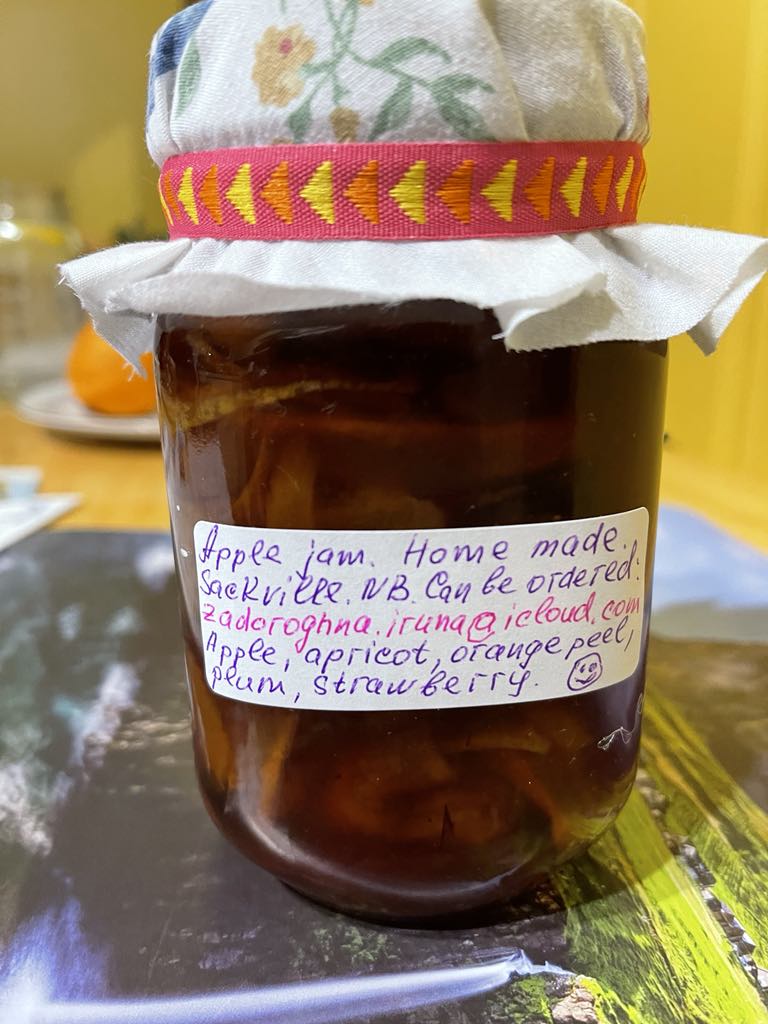 Apple jam. Home made.
Sackville. NB. Can be ordered:
zadoroghna.iruna@icloud.com
Apple, apricot, orange peel,
plum, strawberry.